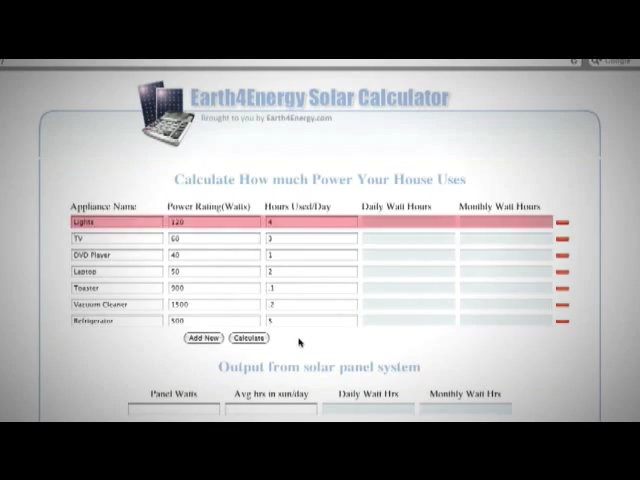 Google
Earth4Energy Solar Calculator
Brought to you by Earth4Energy.com
Calculate How much Power Your House Uses
Appliance Name Power Rating(Watts) Hours Used/Day Daily Watt Hours Monthly Watt Hours
Lights 120 4
TV 60 3
DVD Player 40 1
Laptop 50 2
Toaster 900 .1
Vacuum Cleaner 1500 .2
Refrigerator 500 5
Add New Calculate
Output from solar panel system
Panel Watts Avg hrs in sun/day Daily Watt Hrs Monthly Watt Hrs